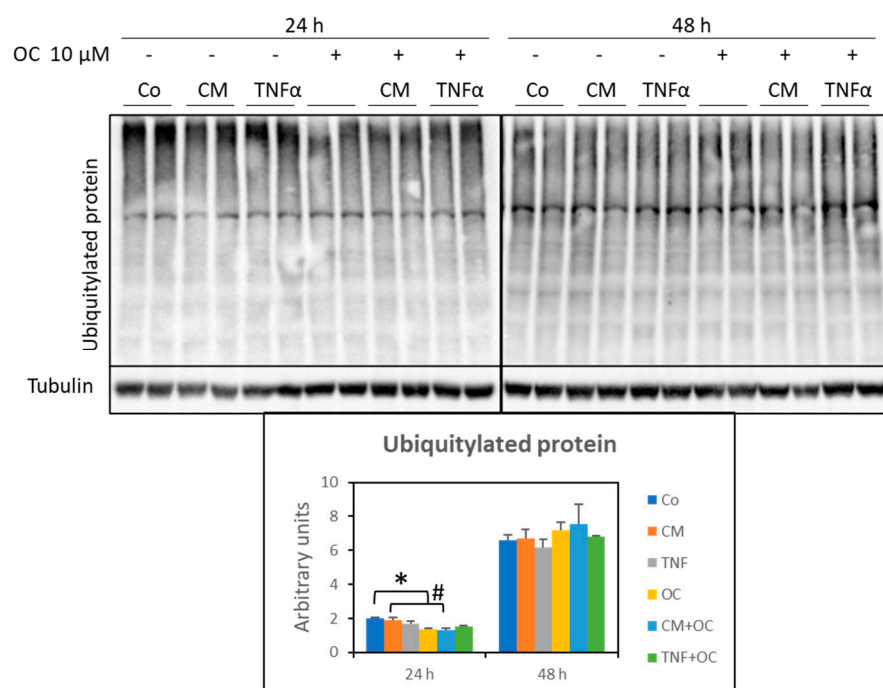 24 h 48 h
OC 10 µM - - - + + + - - - + + +
Co CM TNFα CM TNFα Co CM TNFα CM TNFα
Ubiquitylated protein
Tubulin
Ubiquitylated protein
Arbitrary units
10
8
6
4
2
0
* #
24 h 48 h
Co
CM
TNF
OC
CM+OC
TNF+OC